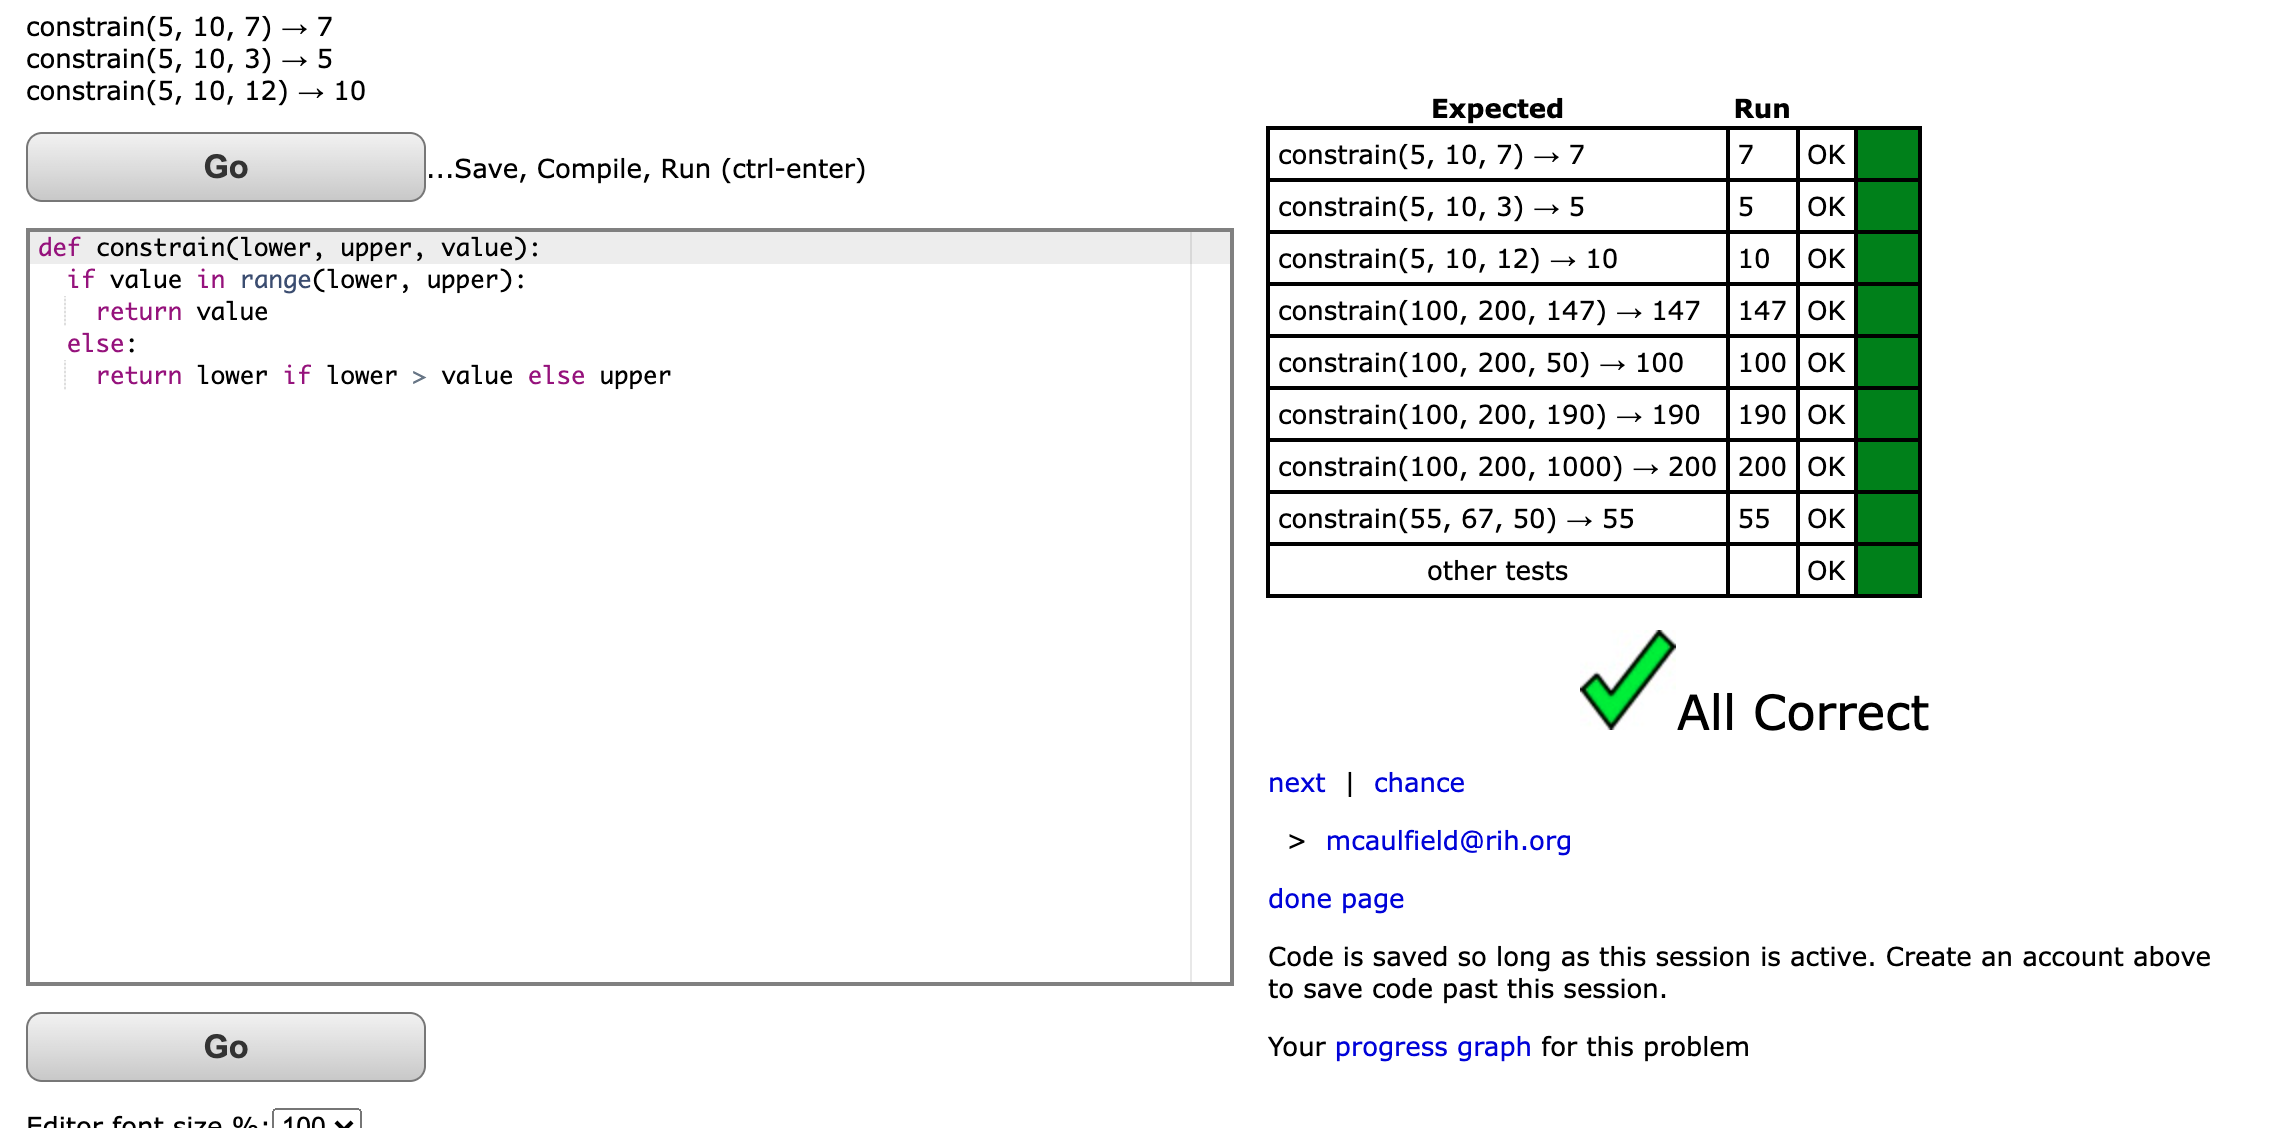 constrain(5, 10, 7) → 7
constrain(5, 10, 3) → 5
constrain(5, 10, 12) → 10
Go
...Save, Compile, Run (ctrl-enter)
def constrain(lower, upper, value):
  if value in range(lower, upper):
    return value
  else:
    return lower if lower > value else upper
Go
Editor font size %: 100
Expected Run
constrain(5, 10, 7) → 7 7 OK
constrain(5, 10, 3) → 5 5 OK
constrain(5, 10, 12) → 10 10 OK
constrain(100, 200, 147) → 147 147 OK
constrain(100, 200, 50) → 100 100 OK
constrain(100, 200, 190) → 190 190 OK
constrain(100, 200, 1000) → 200 200 OK
constrain(55, 67, 50) → 55 55 OK
other tests OK
All Correct
next | chance
> mcaulfield@rih.org
done page
Code is saved so long as this session is active. Create an account above
to save code past this session.
Your progress graph for this problem